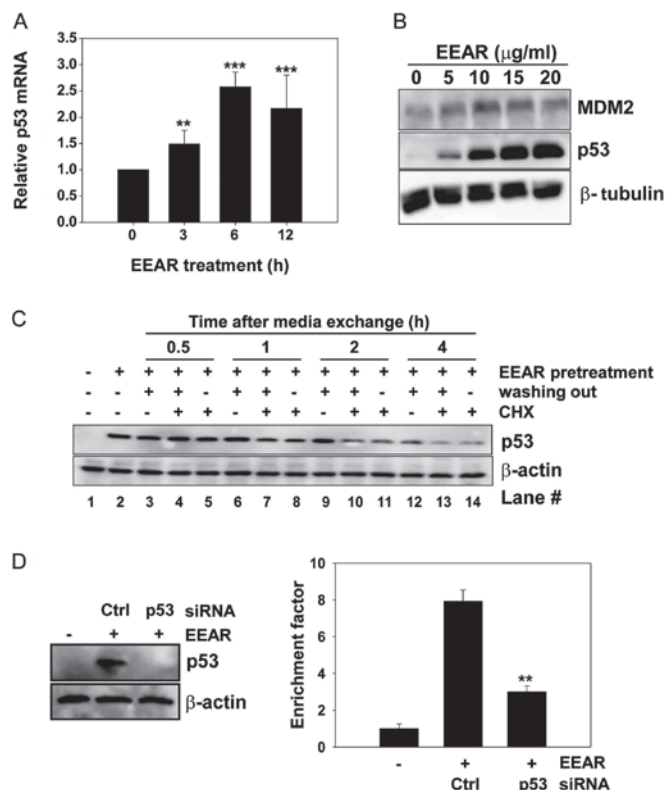 A
Relative p53 mRNA
3.5
3.0
2.5
2.0
1.5
1.0
0.5
0.0
** *** ***
0 3 6 12
EEAR treatment (h)
B
EEAR (μg/ml)
0 5 10 15 20
MDM2
p53
β- tubulin
C
Time after media exchange (h)
0.5 1 2 4
- + + + + + + + + + + + + + EEAR pretreatment
- - + + - + + - + + - + + - washing out
- - - + + - + + - + + - + + CHX
p53
β-actin
1 2 3 4 5 6 7 8 9 10 11 12 13 14 Lane #
D
Ctrl p53 siRNA
- + + EEAR
p53
β-actin
Enrichment factor
10
8
6
4
2
0
**
- + + EEAR
Ctrl p53 siRNA